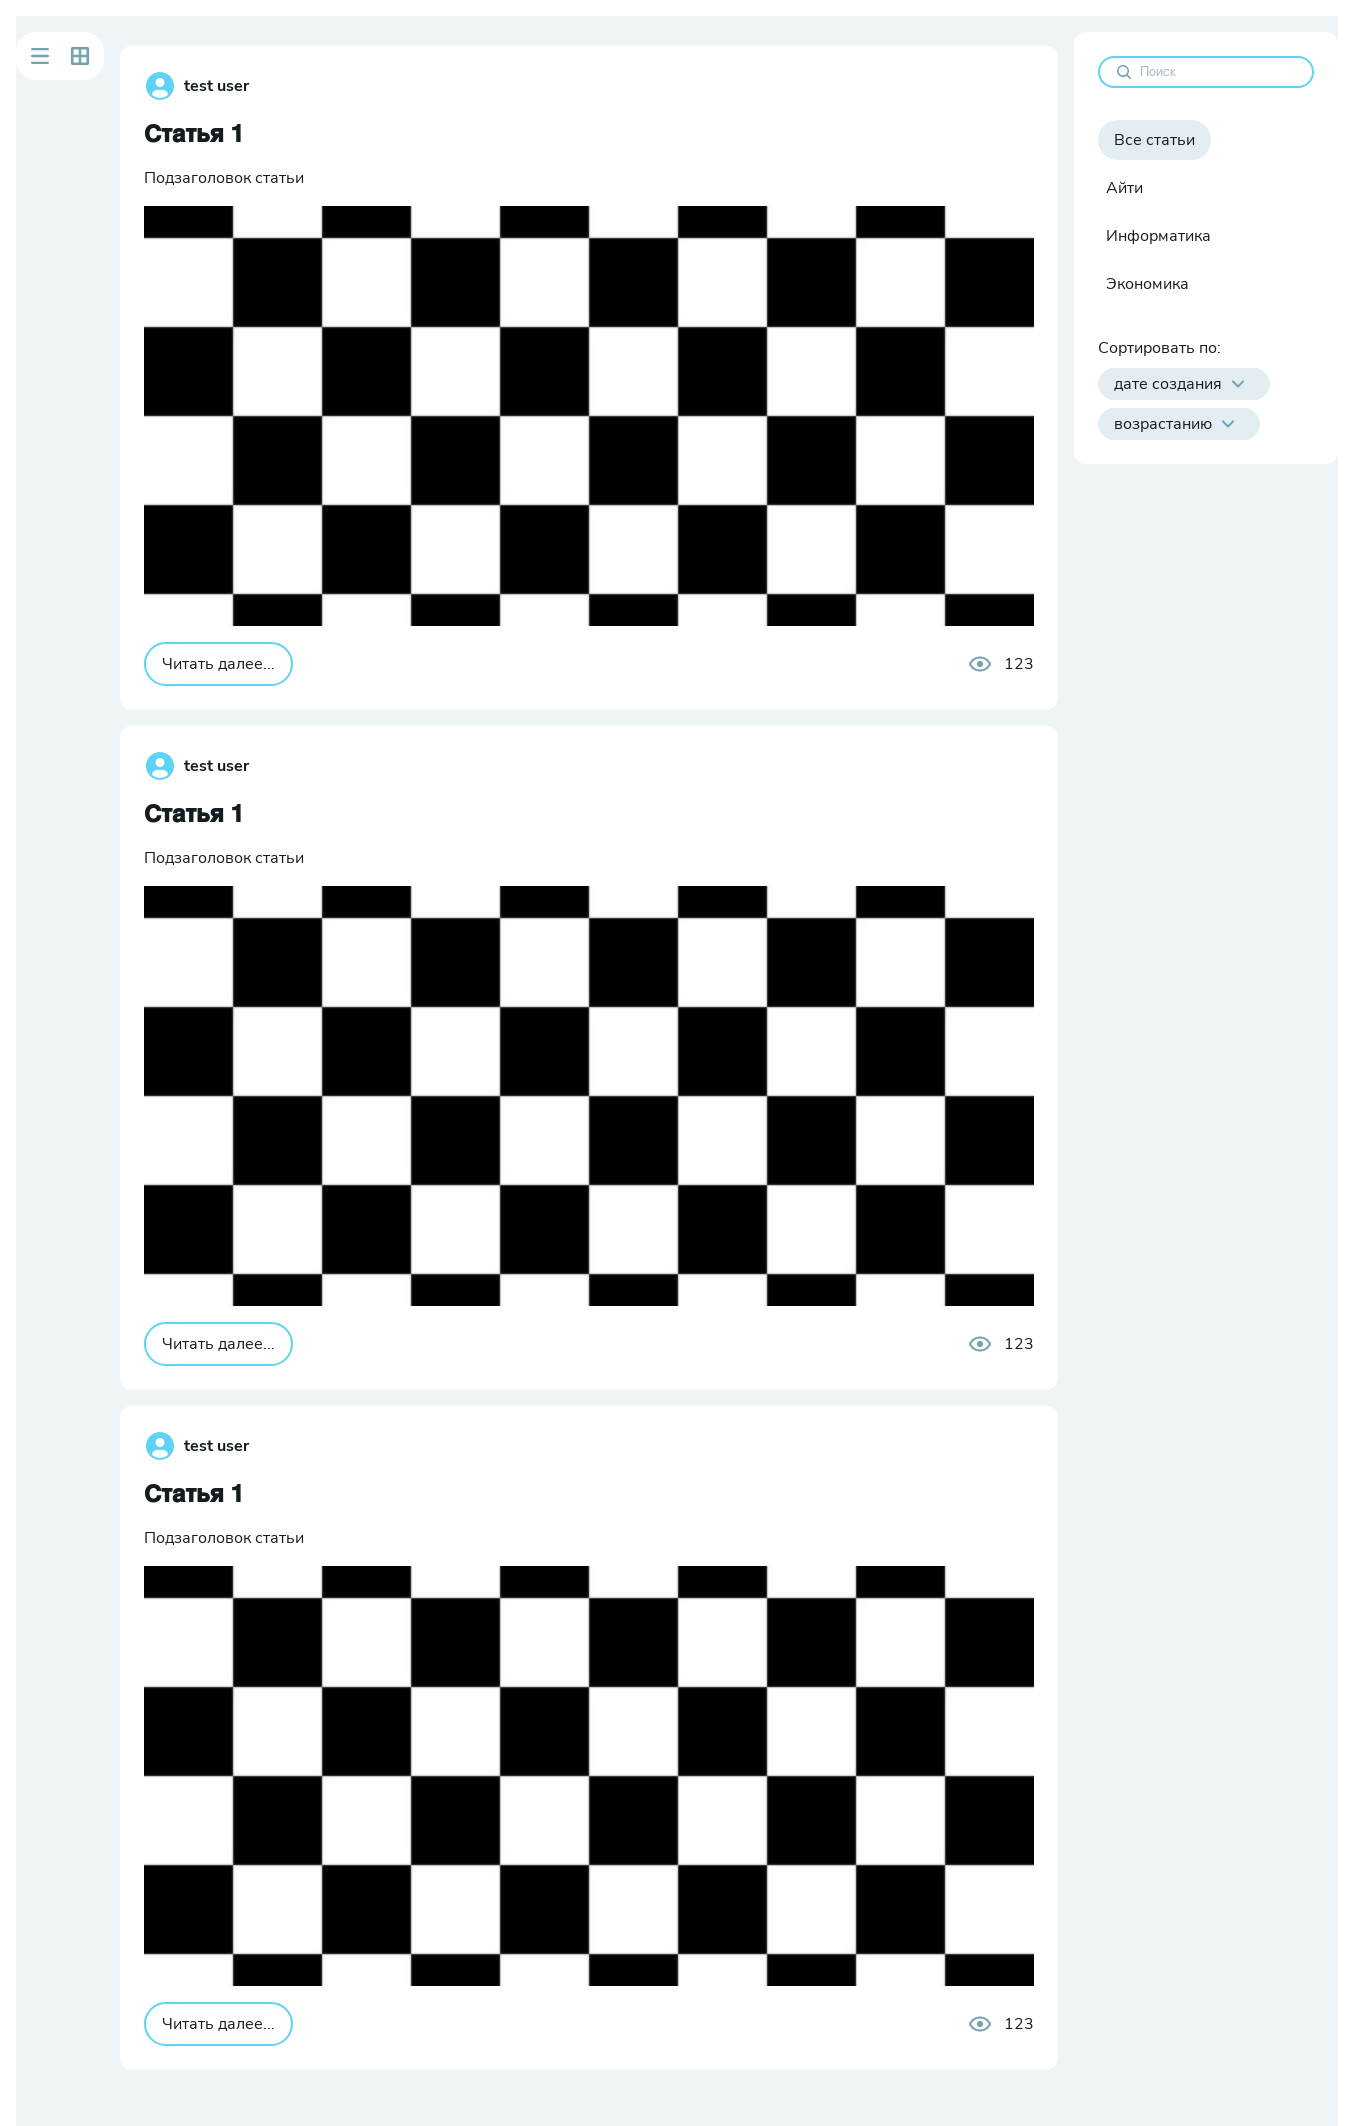 test user
Статья 1
Подзаголовок статьи
Читать далее...
123
test user
Статья 1
Подзаголовок статьи
Читать далее...
123
test user
Статья 1
Подзаголовок статьи
Читать далее...
123
Поиск
Все статьи
Айти
Информатика
Экономика
Сортировать по:
дате создания
возрастанию